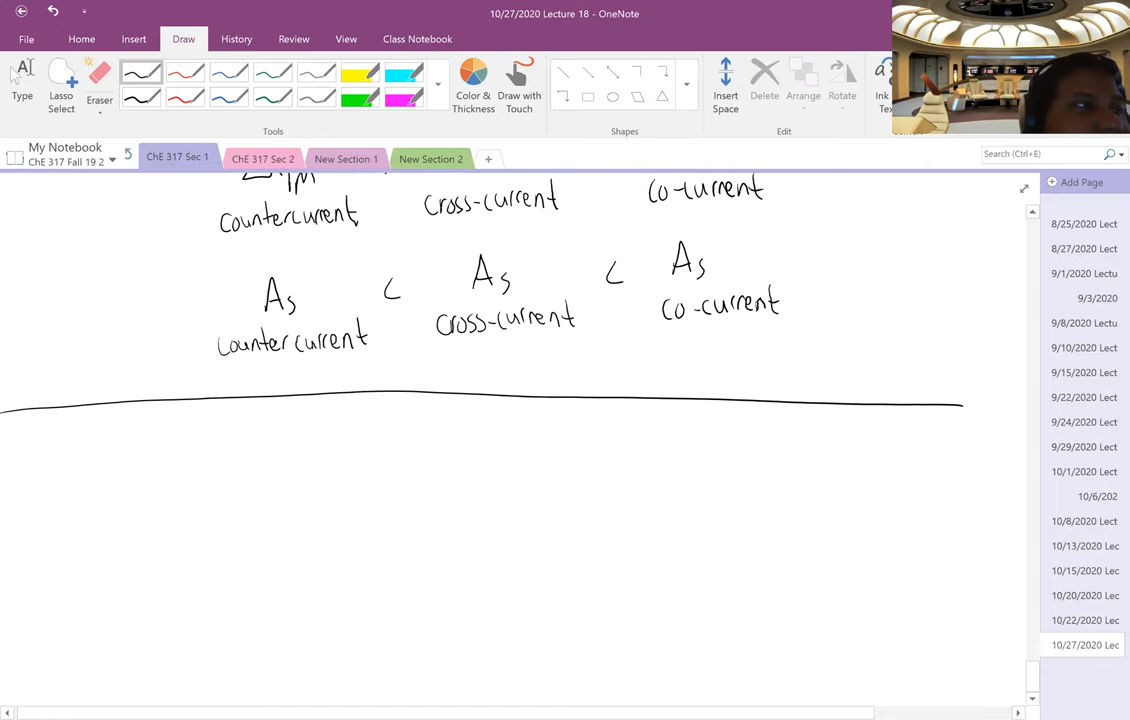 10/27/2020 Lecture 18 - OneNote
File Home Insert Draw History Review View Class Notebook
Type Lasso Select Eraser Color & Thickness Draw with Touch Insert Space Delete Arrange Rotate
Tools Shapes Edit
My Notebook
ChE 317 Fall 19 2
ChE 317 Sec 1 ChE 317 Sec 2 New Section 1 New Section 2 +
Search (Ctrl+E)
Add Page
8/25/2020 Lect
8/27/2020 Lect
9/1/2020 Lectu
9/3/2020
9/8/2020 Lectu
9/10/2020 Lect
9/15/2020 Lect
9/22/2020 Lect
9/24/2020 Lect
9/29/2020 Lect
10/1/2020 Lect
10/6/202
10/8/2020 Lect
10/13/2020 Lec
10/15/2020 Lec
10/20/2020 Lec
10/22/2020 Lec
10/27/2020 Lec
countercurrent cross-current co-current
As < As < As
countercurrent cross-current co-current